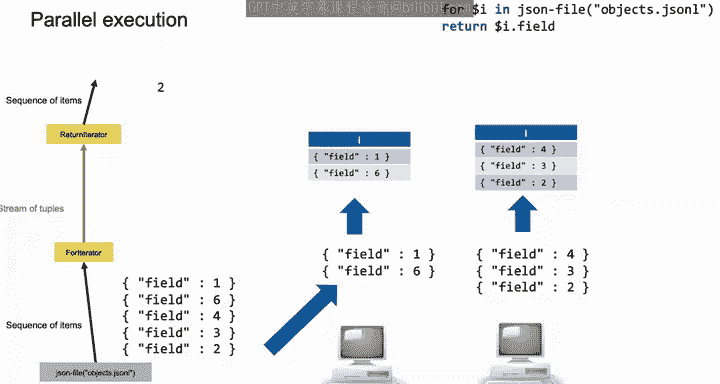 Parallel execution
for $i in json-file("objects.jsonl")
return $i.field
Sequence of items
2
ReturnIterator
Stream of tuples
ForIterator
Sequence of items
json-file("objects.jsonl")
{ "field" : 1 }
{ "field" : 6 }
{ "field" : 4 }
{ "field" : 3 }
{ "field" : 2 }
i
{ "field" : 1 }
{ "field" : 6 }
{ "field" : 1 }
{ "field" : 6 }
i
{ "field" : 4 }
{ "field" : 3 }
{ "field" : 2 }
{ "field" : 4 }
{ "field" : 3 }
{ "field" : 2 }